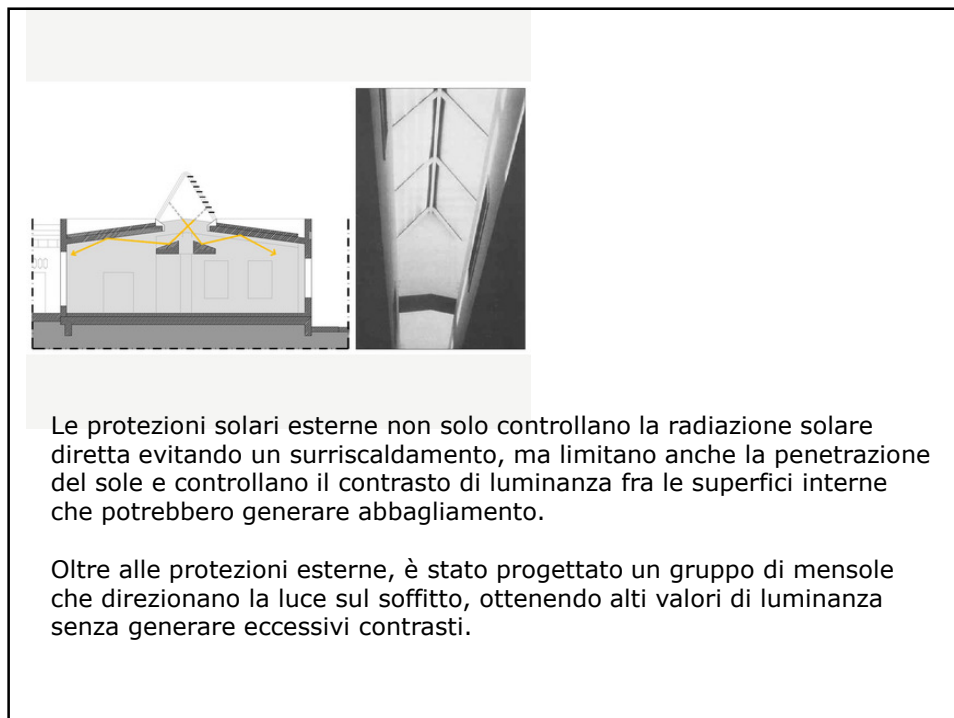 Le protezioni solari esterne non solo controllano la radiazione solare
diretta evitando un surriscaldamento, ma limitano anche la penetrazione
del sole e controllano il contrasto di luminanza fra le superfici interne
che potrebbero generare abbagliamento.
Oltre alle protezioni esterne, è stato progettato un gruppo di mensole
che direzionano la luce sul soffitto, ottenendo alti valori di luminanza
senza generare eccessivi contrasti.